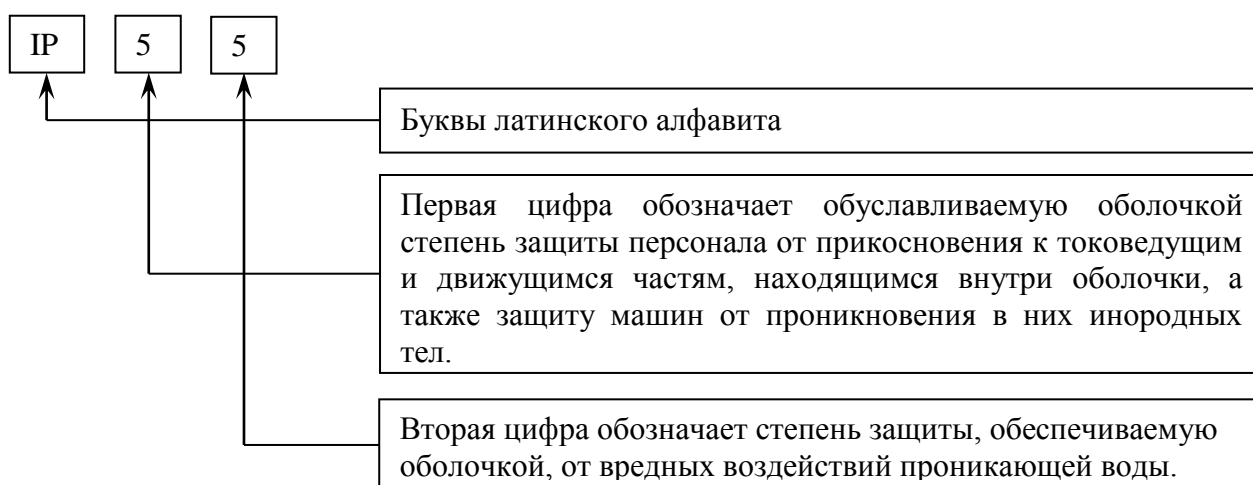 IP 5 5
Буквы латинского алфавита
Первая цифра обозначает обуславливаемую оболочкой
степень защиты персонала от прикосновения к токоведущим
и движущимся частям, находящимся внутри оболочки, а
также защиту машин от проникновения в них инородных
тел.
Вторая цифра обозначает степень защиты, обеспечиваемую
оболочкой, от вредных воздействий проникающей воды.